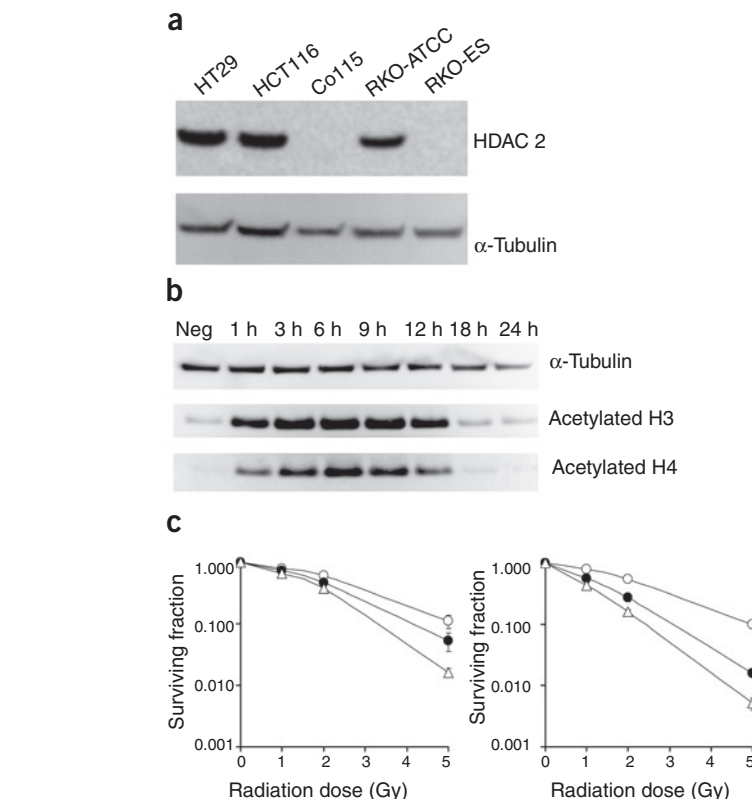 a
HT29 HCT116 Co115 RKO-ATCC RKO-ES
HDAC 2
α-Tubulin
b
Neg 1 h 3 h 6 h 9 h 12 h 18 h 24 h
α-Tubulin
Acetylated H3
Acetylated H4
c
Surviving fraction
1.000
0.100
0.010
0.001
0 1 2 3 4 5
Radiation dose (Gy)
Surviving fraction
1.000
0.100
0.010
0.001
0 1 2 3 4 5
Radiation dose (Gy)